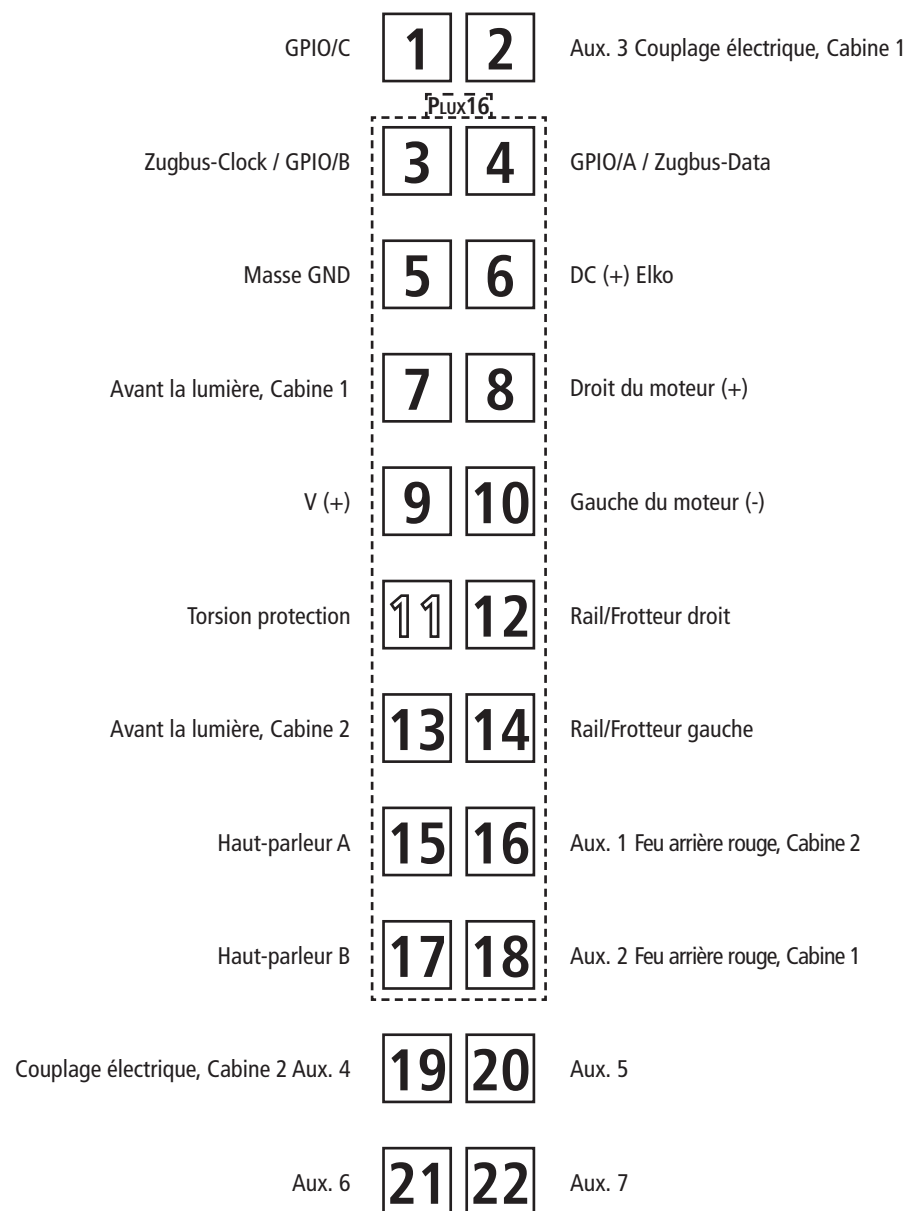 GPIO/C 1 2 Aux. 3 Couplage électrique, Cabine 1
PLUX16
Zugbus-Clock / GPIO/B 3 4 GPIO/A / Zugbus-Data
Masse GND 5 6 DC (+) Elko
Avant la lumière, Cabine 1 7 8 Droit du moteur (+)
V (+) 9 10 Gauche du moteur (-)
Torsion protection 11 12 Rail/Frotteur droit
Avant la lumière, Cabine 2 13 14 Rail/Frotteur gauche
Haut-parleur A 15 16 Aux. 1 Feu arrière rouge, Cabine 2
Haut-parleur B 17 18 Aux. 2 Feu arrière rouge, Cabine 1
Couplage électrique, Cabine 2 Aux. 4 19 20 Aux. 5
Aux. 6 21 22 Aux. 7